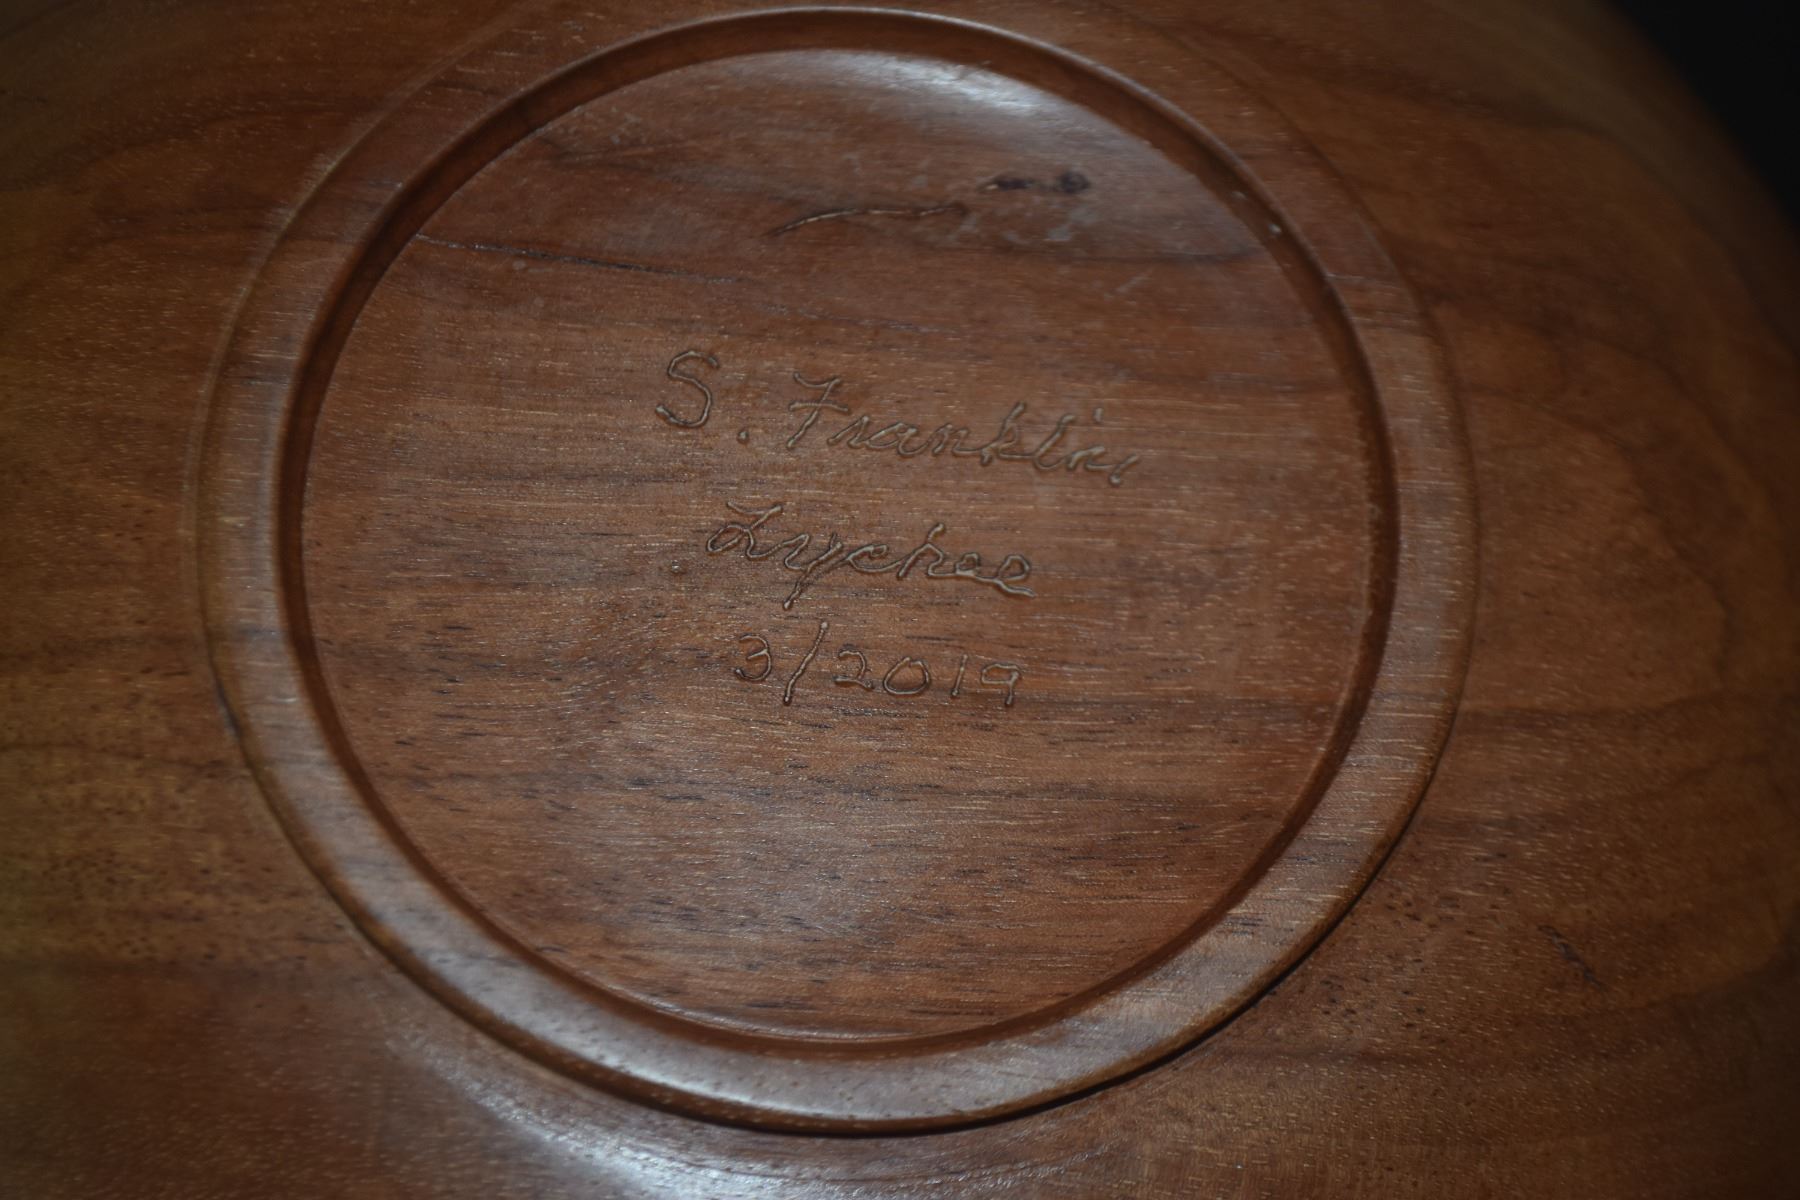 S. Franklin
Lychee
3/2019